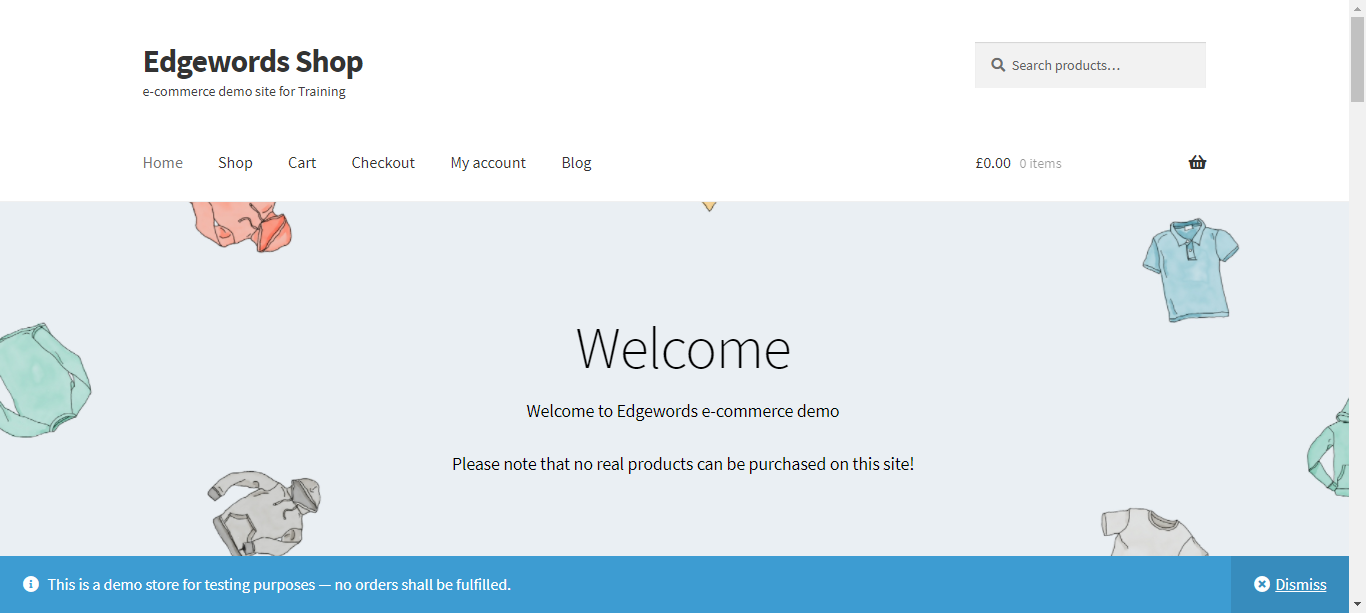 Edgewords Shop
e-commerce demo site for Training
Search products…
Home Shop Cart Checkout My account Blog
£0.00 0 items
Welcome
Welcome to Edgewords e-commerce demo
Please note that no real products can be purchased on this site!
This is a demo store for testing purposes — no orders shall be fulfilled.
Dismiss